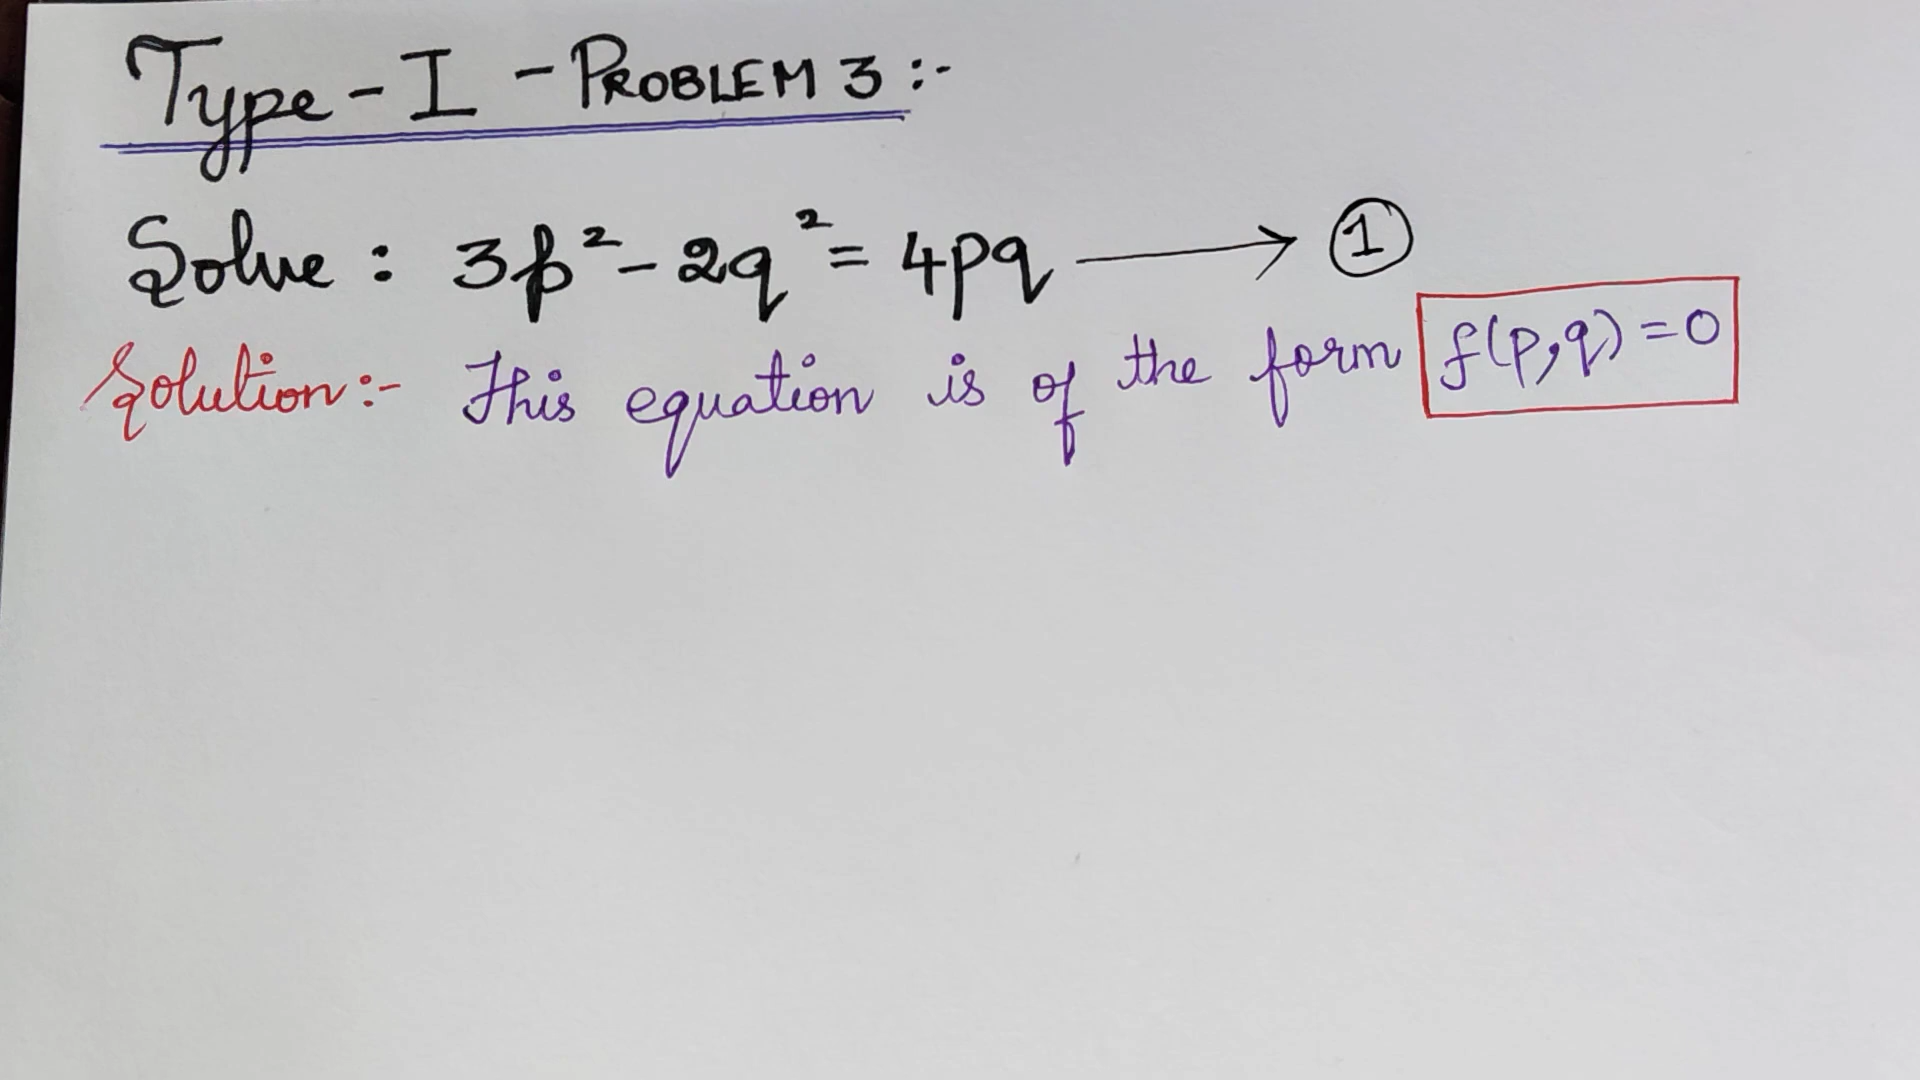 Type - I - PROBLEM 3 :-
Solve : 3p² - 2q² = 4pq ⟶ ①
Solution:- This equation is of the form f(p,q) = 0